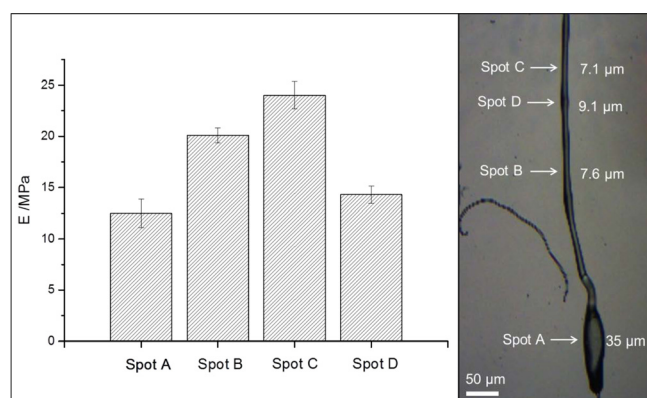 E /MPa
25
20
15
10
5
0
Spot A
Spot B
Spot C
Spot D
Spot C
7.1 µm
Spot D
9.1 µm
Spot B
7.6 µm
Spot A
35 µm
50 µm